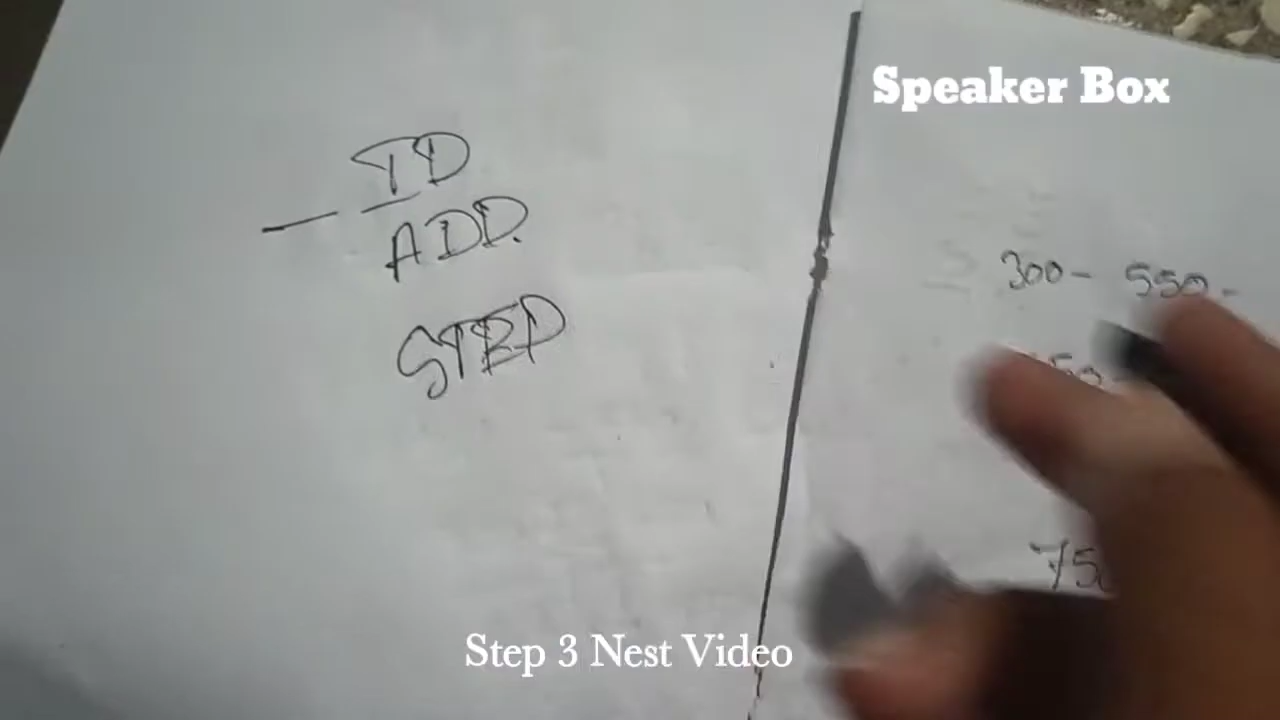 Speaker Box
TD
ADD.
STEP
300 - 550 -
Step 3 Nest Video